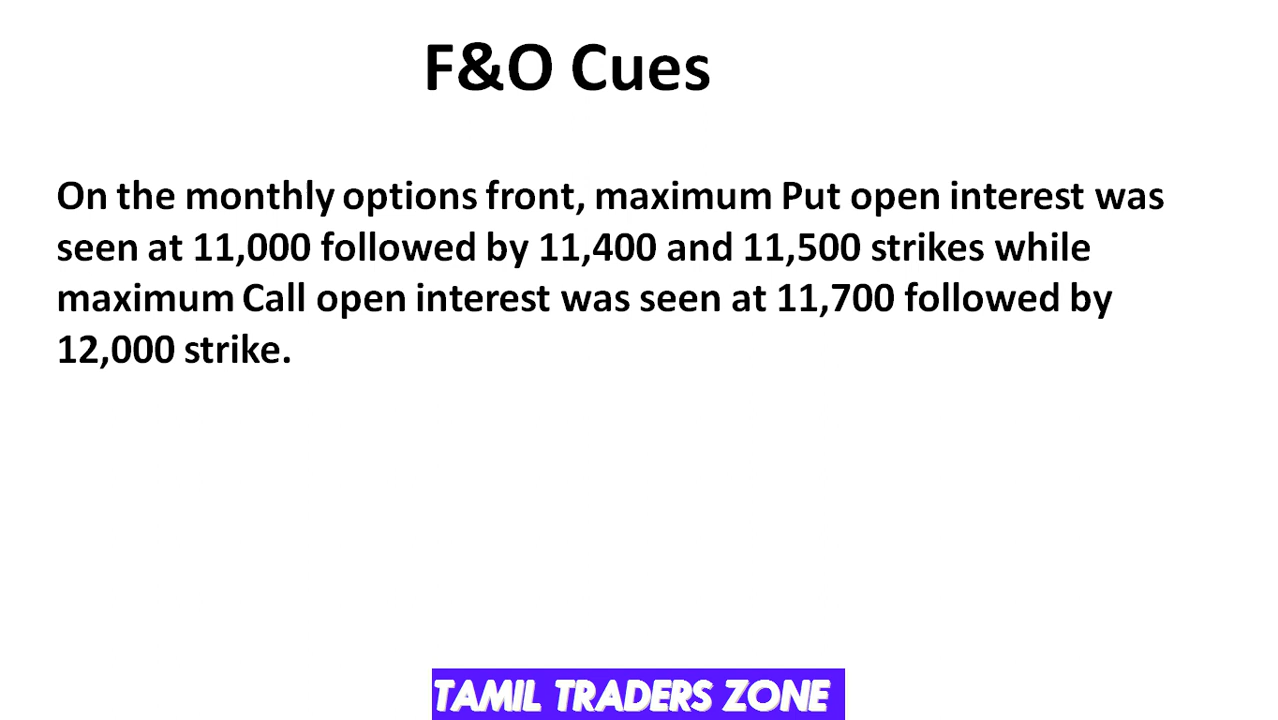 F&O Cues
On the monthly options front, maximum Put open interest was
seen at 11,000 followed by 11,400 and 11,500 strikes while
maximum Call open interest was seen at 11,700 followed by
12,000 strike.
TAMIL TRADERS ZONE